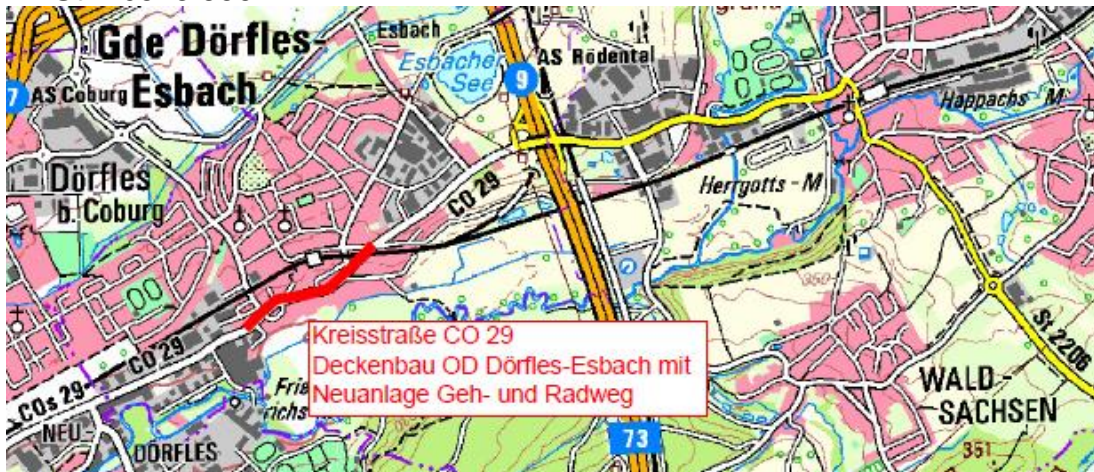 Gde Dörfles-
Esbach
Esbach
Esbacher
See
9
AS Rödental
7
AS Coburg
Happachs-M
Dörfles
b. Coburg
CO 29
Herrgotts-M
350
Kreisstraße CO 29
Deckenbau OD Dörfles-Esbach mit
Neuanlage Geh- und Radweg
CO 29
COs 29
St 2206
WALD-
SACHSEN
351
NEU-
DÖRFLES
73